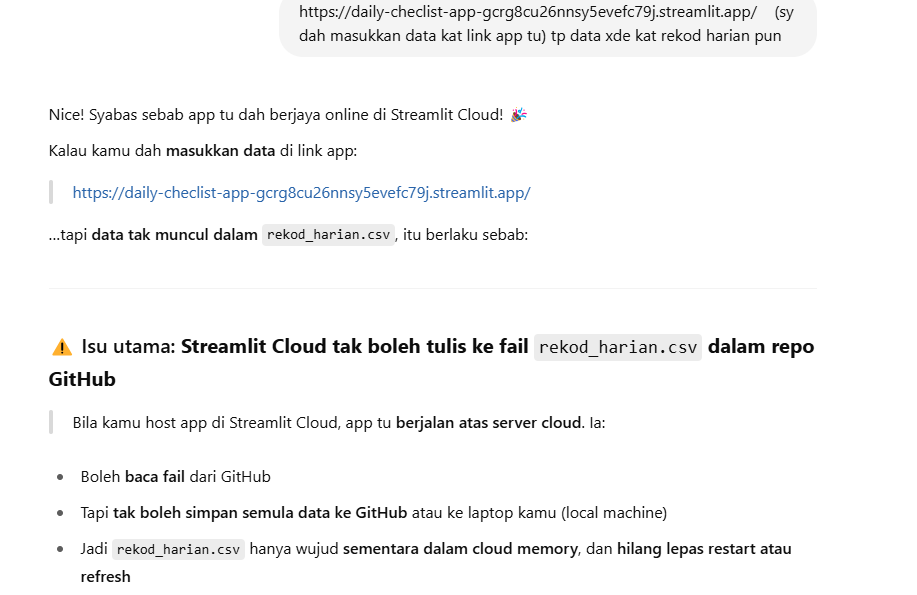 https://daily-checlist-app-gcrg8cu26nnsy5evefc79j.streamlit.app/ (sy
dah masukkan data kat link app tu) tp data xde kat rekod harian pun
Nice! Syabas sebab app tu dah berjaya online di Streamlit Cloud! 🎉
Kalau kamu dah masukkan data di link app:
https://daily-checlist-app-gcrg8cu26nnsy5evefc79j.streamlit.app/
...tapi data tak muncul dalam rekod_harian.csv, itu berlaku sebab:
⚠️ Isu utama: Streamlit Cloud tak boleh tulis ke fail rekod_harian.csv dalam repo
GitHub
Bila kamu host app di Streamlit Cloud, app tu berjalan atas server cloud. Ia:
• Boleh baca fail dari GitHub
• Tapi tak boleh simpan semula data ke GitHub atau ke laptop kamu (local machine)
• Jadi rekod_harian.csv hanya wujud sementara dalam cloud memory, dan hilang lepas restart atau
refresh